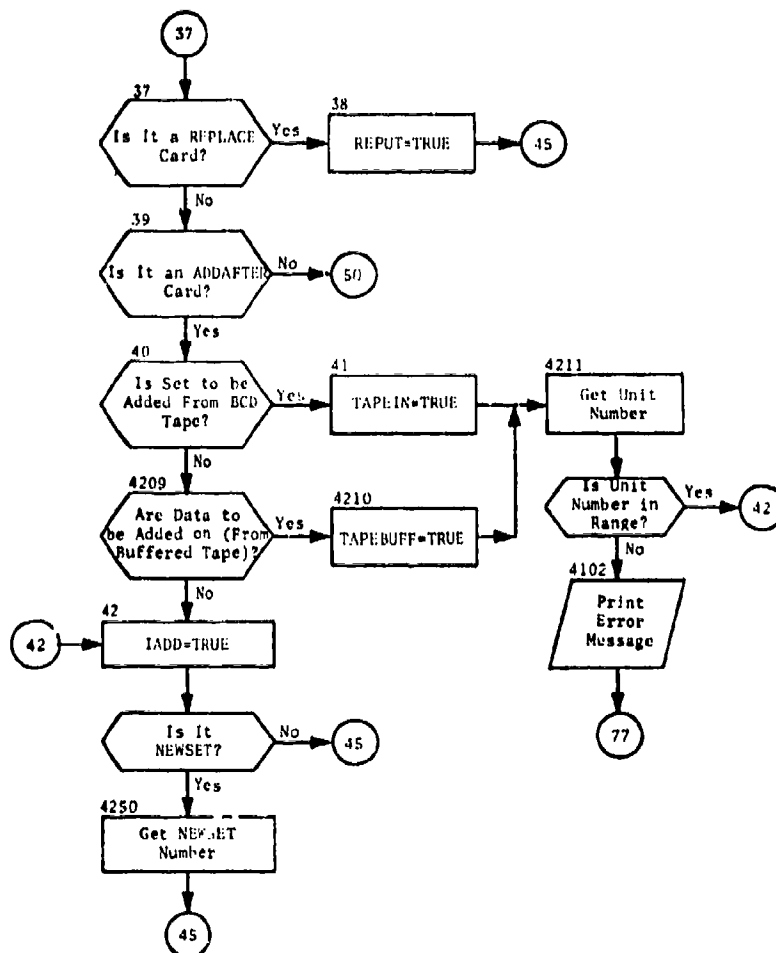 37
37
Is It a REPLACE
Card?
Yes
38
REPUT=TRUE
45
No
39
Is It an ADDAFTER
Card?
No
50
Yes
40
Is Set to be
Added From BCD
Tape?
Yes
41
TAPEIN=TRUE
4211
Get Unit
Number
No
4209
Are Data to
be Added on (From
Buffered Tape)?
Yes
4210
TAPEBUFF=TRUE
Is Unit
Number in
Range?
Yes
42
No
4102
Print
Error
Message
77
No
42
42
IADD=TRUE
Is It
NEWSET?
No
45
Yes
4250
Get NEWSET
Number
45